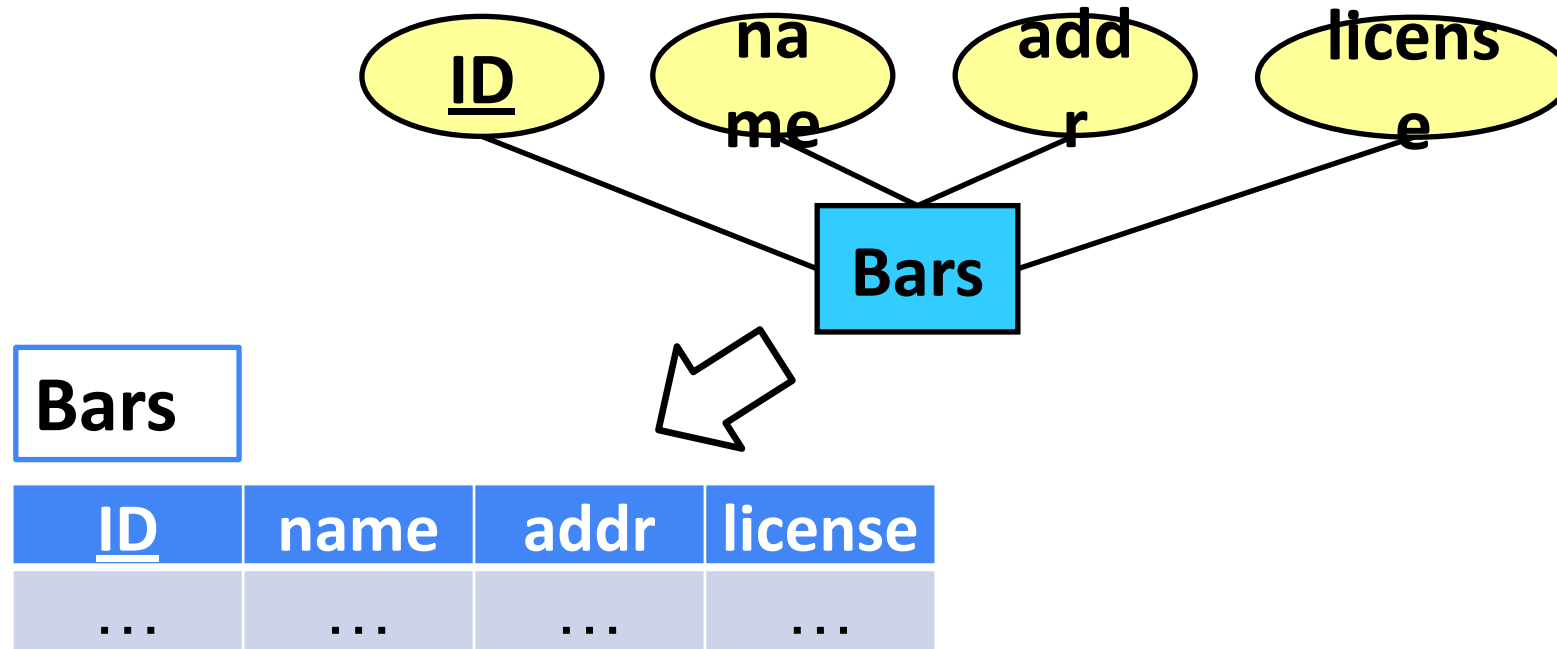 ID
na
me
add
r
licens
e
Bars
Bars
ID name addr license
... ... ... ...